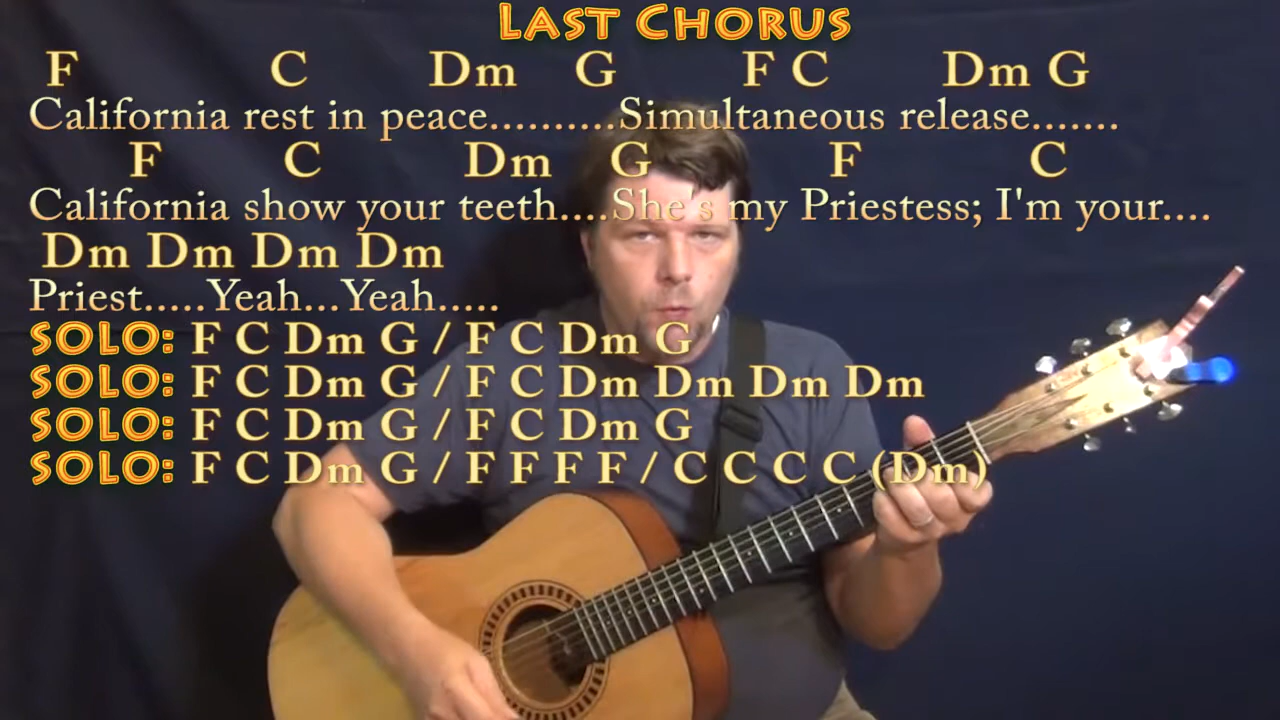 LAST CHORUS
F C Dm G F C Dm G
California rest in peace..........Simultaneous release.......
F C Dm G F C
California show your teeth....She's my Priestess; I'm your....
Dm Dm Dm Dm
Priest.....Yeah...Yeah.....
SOLO: F C Dm G / F C Dm G
SOLO: F C Dm G / F C Dm Dm Dm Dm
SOLO: F C Dm G / F C Dm G
SOLO: F C Dm G / F F F F / C C C C (Dm)